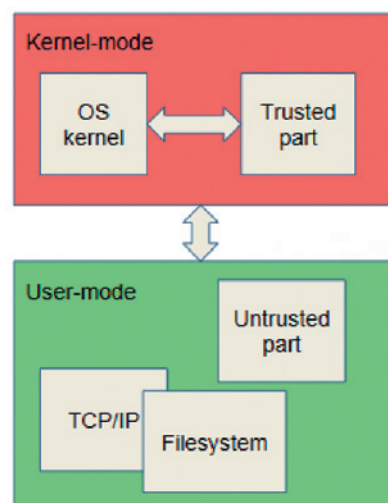 Kernel-mode
OS
kernel
Trusted
part
User-mode
Untrusted
part
TCP/IP
Filesystem